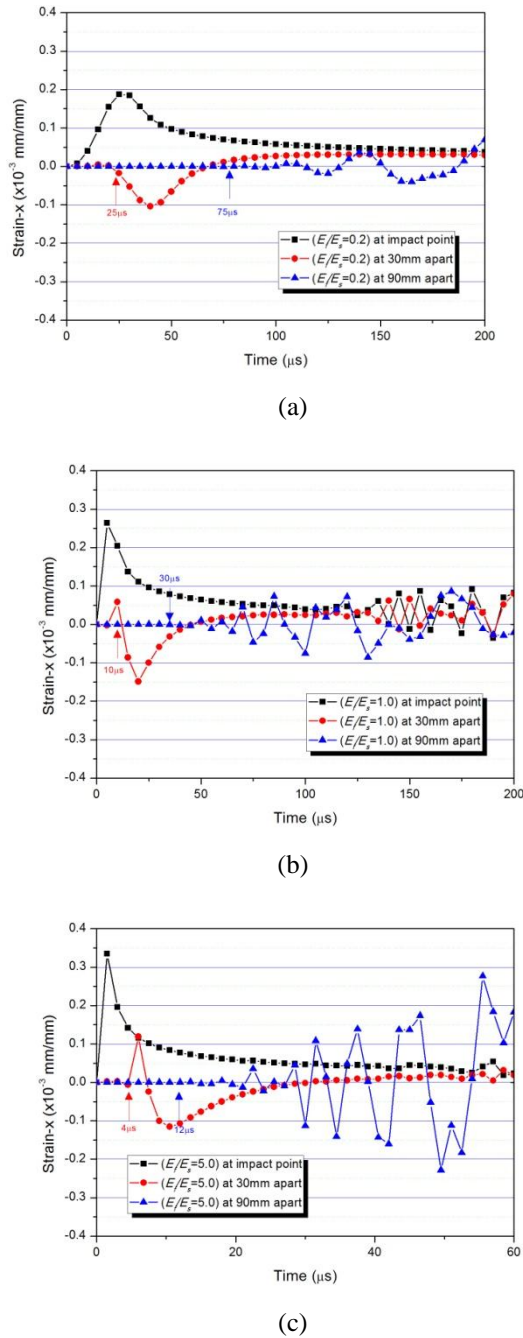 0.4
0.3
0.2
0.1
0.0
-0.1
-0.2
-0.3
-0.4
Strain-x (x10⁻³ mm/mm)
25μs
75μs
(E/Eₛ=0.2) at impact point
(E/Eₛ=0.2) at 30mm apart
(E/Eₛ=0.2) at 90mm apart
0 50 100 150 200
Time (μs)
(a)
0.4
0.3
0.2
0.1
0.0
-0.1
-0.2
-0.3
-0.4
Strain-x (x10⁻³ mm/mm)
30μs
10μs
(E/Eₛ=1.0) at impact point
(E/Eₛ=1.0) at 30mm apart
(E/Eₛ=1.0) at 90mm apart
0 50 100 150 200
Time (μs)
(b)
0.4
0.3
0.2
0.1
0.0
-0.1
-0.2
-0.3
-0.4
Strain-x (x10⁻³ mm/mm)
4μs
12μs
(E/Eₛ=5.0) at impact point
(E/Eₛ=5.0) at 30mm apart
(E/Eₛ=5.0) at 90mm apart
0 20 40 60
Time (μs)
(c)